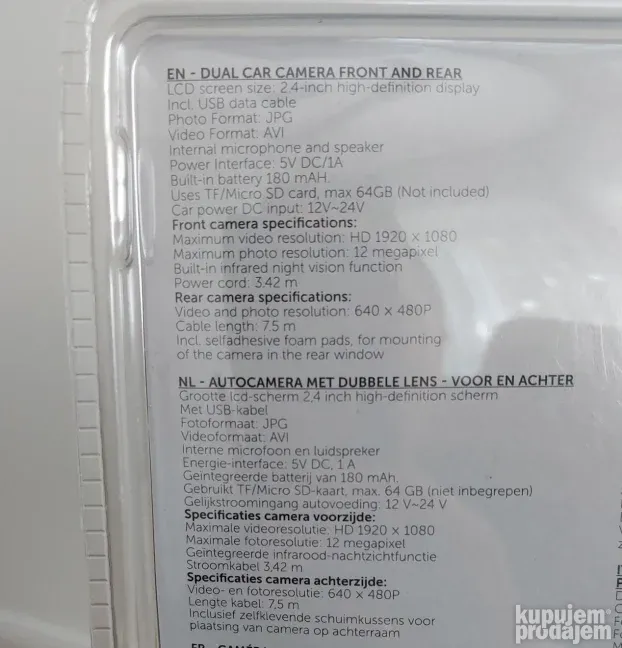 EN - DUAL CAR CAMERA FRONT AND REAR
LCD screen size: 2.4-inch high-definition display
Incl. USB data cable
Photo Format: JPG
Video Format: AVI
Internal microphone and speaker
Power Interface: 5V DC/1A
Built-in battery 180 mAH.
Uses TF/Micro SD card, max 64GB (Not included)
Car power DC input: 12V~24V
Front camera specifications:
Maximum video resolution: HD 1920 x 1080
Maximum photo resolution: 12 megapixel
Built-in infrared night vision function
Power cord: 3.42 m
Rear camera specifications:
Video and photo resolution: 640 x 480P
Cable length: 7.5 m
Incl. selfadhesive foam pads, for mounting
of the camera in the rear window
NL - AUTOCAMERA MET DUBBELE LENS - VOOR EN ACHTER
Grootte lcd-scherm 2,4 inch high-definition scherm
Met USB-kabel
Fotoformaat: JPG
Videoformaat: AVI
Interne microfoon en luidspreker
Energie-interface: 5V DC, 1 A
Geïntegreerde batterij van 180 mAh.
Gebruikt TF/Micro SD-kaart, max. 64 GB (niet inbegrepen)
Gelijkstroomingang autovoeding: 12 V~24 V
Specificaties camera voorzijde:
Maximale videoresolutie: HD 1920 x 1080
Maximale fotoresolutie: 12 megapixel
Geïntegreerde infrarood-nachtzichtfunctie
Stroomkabel 3,42 m
Specificaties camera achterzijde:
Video- en fotoresolutie: 640 x 480P
Lengte kabel: 7,5 m
Inclusief zelfklevende schuimkussens voor
plaatsing van camera op achterraam
kupujem
prodajem